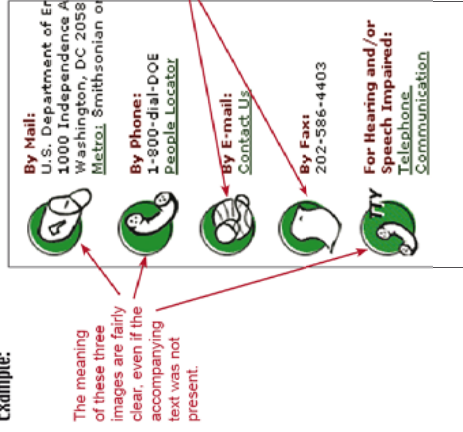 Example:
The meaning
of these three
images are fairly
clear, even if the
accompanying
text was not
present.
By Mail:
U.S. Department of En
1000 Independence A
Washington, DC 2058
Metro: Smithsonian or
By Phone:
1-800-dial-DOE
People Locator
By E-mail:
Contact Us
By Fax:
202-586-4403
TTY
For Hearing and/or
Speech Impaired:
Telephone
Communication